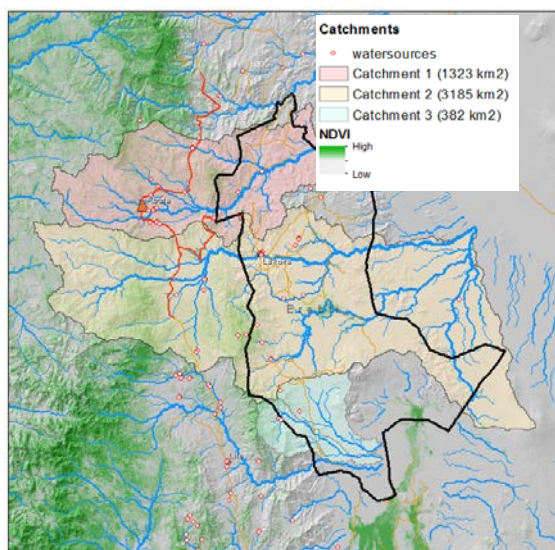 Catchments
watersources
Catchment 1 (1323 km2)
Catchment 2 (3185 km2)
Catchment 3 (382 km2)
NDVI
High
Low